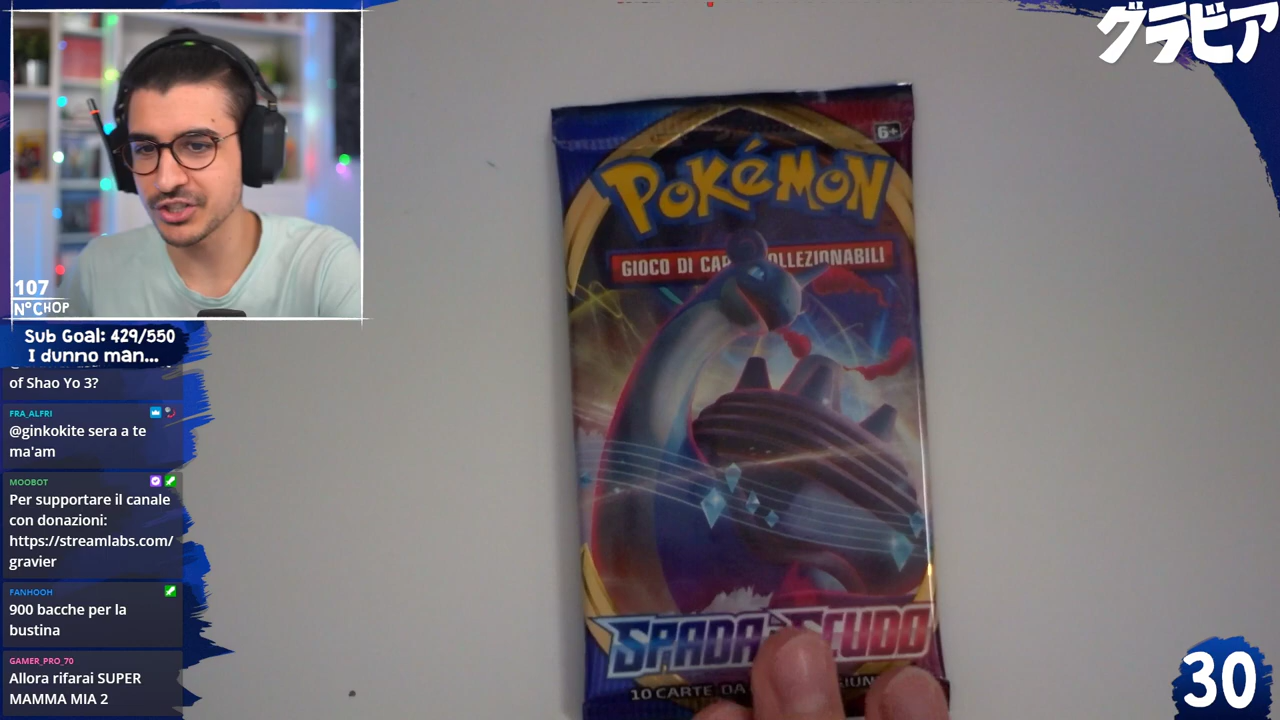 グラビア
6+
POKéMON
GIOCO DI CARTE COLLEZIONABILI
SPADA e SCUDO
10 CARTE DA
107
N°CHOP
Sub Goal: 429/550
I dunno man...
of Shao Yo 3?
FRA_ALFRI
@ginkokite sera a te
ma'am
MOOBOT
Per supportare il canale
con donazioni:
https://streamlabs.com/
gravier
FANHOOH
900 bacche per la
bustina
GAMER_PRO_70
Allora rifarai SUPER
MAMMA MIA 2
30